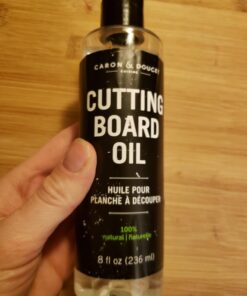 CARON & DOUCET
CUISINE
CUTTING
BOARD
OIL
HUILE POUR
PLANCHE À DÉCOUPER
100%
natural | naturelle
8 fl oz (236 ml)